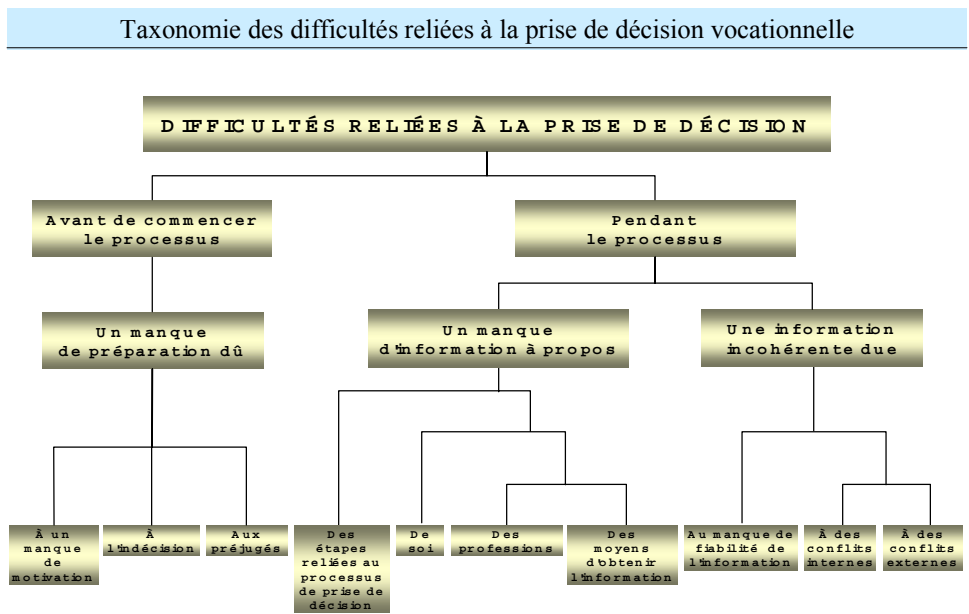 Taxonomie des difficultés reliées à la prise de décision vocationnelle
DIFFICULTÉS RELIÉES À LA PRISE DE DÉCISION
Avant de commencer
le processus
Pendant
le processus
Un manque
de préparation dû
Un manque
d'information à propos
Une information
incohérente due
À un
manque
de
motivation
À
l'indécision
Aux
préjugés
Des
étapes
reliées au
processus
de prise de
décision
De
soi
Des
professions
Des
moyens
d'obtenir
l'information
Au manque de
fiabilité de
l'information
À des
conflits
internes
À des
conflits
externes